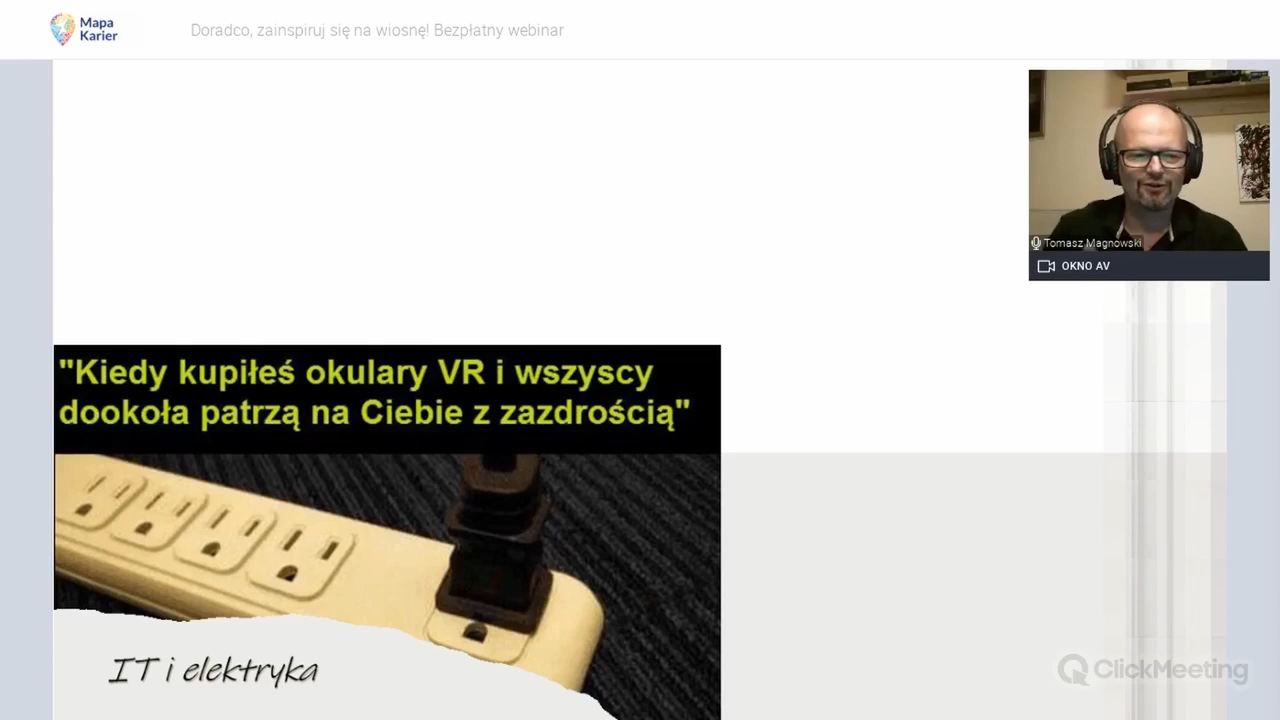 Mapa
Karier
Doradco, zainspiruj się na wiosnę! Bezpłatny webinar
Tomasz Magnowski
OKNO AV
"Kiedy kupiłeś okulary VR i wszyscy
dookoła patrzą na Ciebie z zazdrością"
IT i elektryka
ClickMeeting